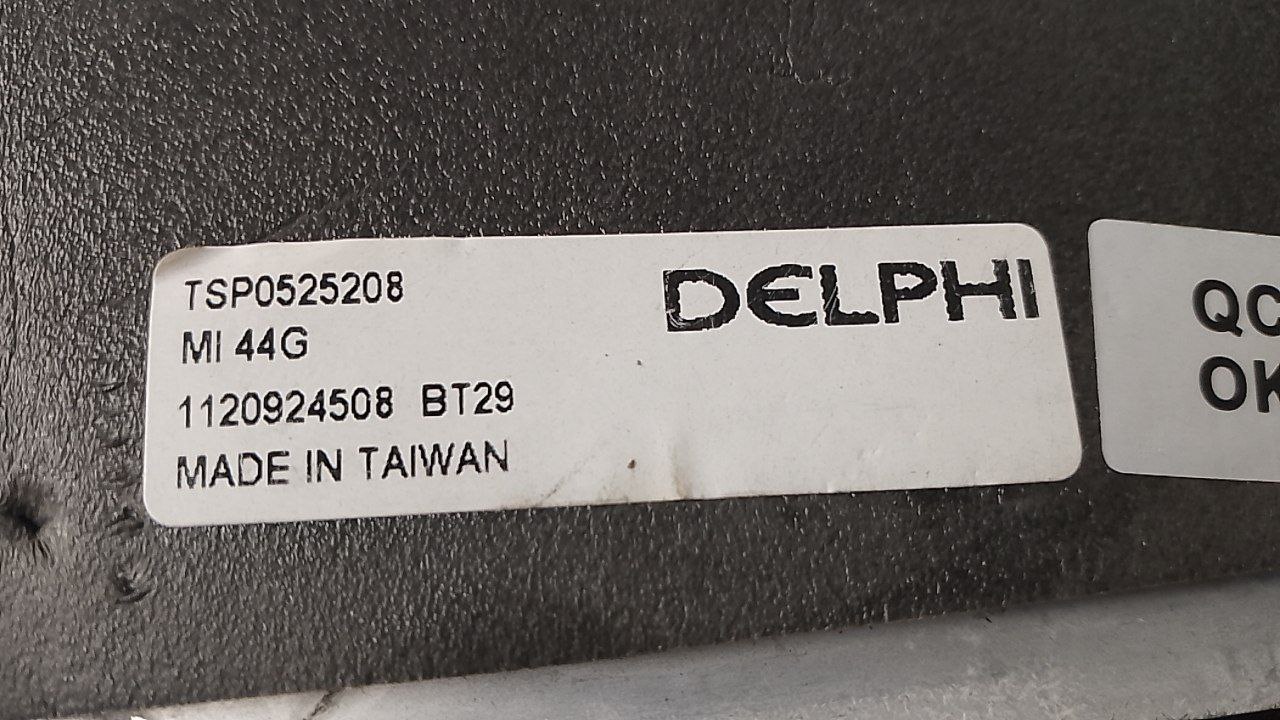 TSP0525208
DELPHI
MI 44G
1120924508 BT29
MADE IN TAIWAN
QC
OK